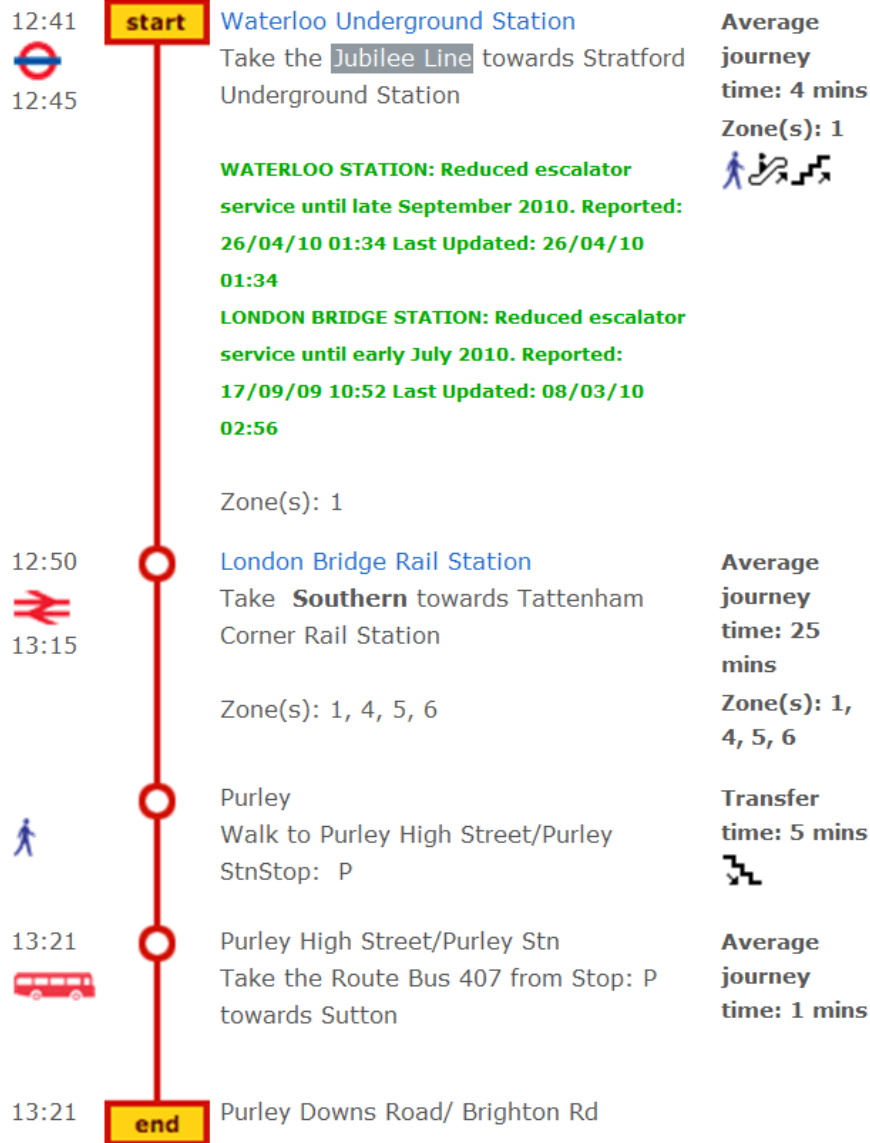 12:41
12:45
start
Waterloo Underground Station
Take the Jubilee Line towards Stratford
Underground Station
WATERLOO STATION: Reduced escalator
service until late September 2010. Reported:
26/04/10 01:34 Last Updated: 26/04/10
01:34
LONDON BRIDGE STATION: Reduced escalator
service until early July 2010. Reported:
17/09/09 10:52 Last Updated: 08/03/10
02:56
Zone(s): 1
Average
journey
time: 4 mins
Zone(s): 1
12:50
13:15
London Bridge Rail Station
Take Southern towards Tattenham
Corner Rail Station
Zone(s): 1, 4, 5, 6
Average
journey
time: 25
mins
Zone(s): 1,
4, 5, 6
Purley
Walk to Purley High Street/Purley
StnStop: P
Transfer
time: 5 mins
13:21
Purley High Street/Purley Stn
Take the Route Bus 407 from Stop: P
towards Sutton
Average
journey
time: 1 mins
13:21
end
Purley Downs Road/ Brighton Rd